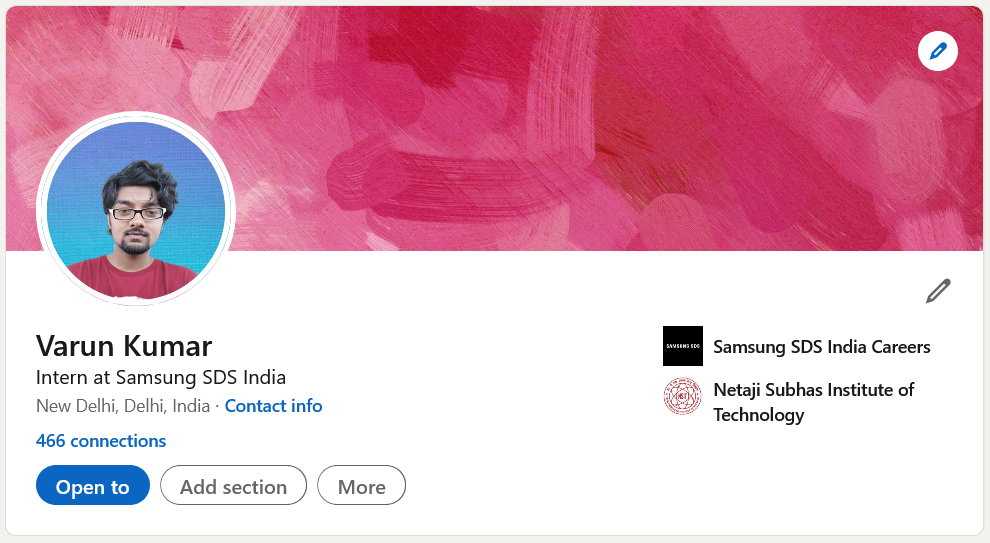 Varun Kumar
Intern at Samsung SDS India
New Delhi, Delhi, India · Contact info
466 connections
Open to
Add section
More
SAMSUNG SDS
Samsung SDS India Careers
Netaji Subhas Institute of
Technology